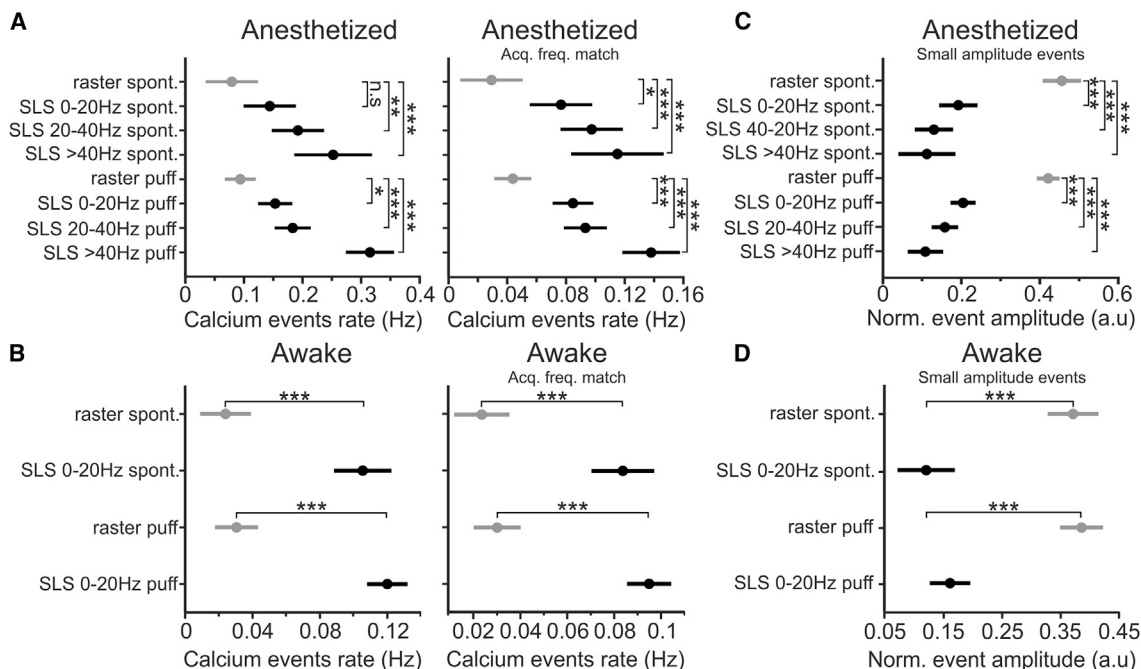 A
Anesthetized
raster spont.
SLS 0-20Hz spont.
SLS 20-40Hz spont.
SLS >40Hz spont.
raster puff
SLS 0-20Hz puff
SLS 20-40Hz puff
SLS >40Hz puff
n.s
**
***
*
***
***
0 0.1 0.2 0.3 0.4
Calcium events rate (Hz)
Anesthetized
Acq. freq. match
*
***
***
***
***
***
0 0.04 0.08 0.12 0.16
Calcium events rate (Hz)
C
Anesthetized
Small amplitude events
raster spont.
SLS 0-20Hz spont.
SLS 40-20Hz spont.
SLS >40Hz spont.
raster puff
SLS 0-20Hz puff
SLS 20-40Hz puff
SLS >40Hz puff
***
***
***
***
***
***
0 0.2 0.4 0.6
Norm. event amplitude (a.u)
B
Awake
raster spont.
SLS 0-20Hz spont.
raster puff
SLS 0-20Hz puff
***
***
0 0.04 0.08 0.12
Calcium events rate (Hz)
Awake
Acq. freq. match
***
***
0.02 0.04 0.06 0.08 0.1
Calcium events rate (Hz)
D
Awake
Small amplitude events
raster spont.
SLS 0-20Hz spont.
raster puff
SLS 0-20Hz puff
***
***
0.05 0.15 0.25 0.35 0.45
Norm. event amplitude (a.u)